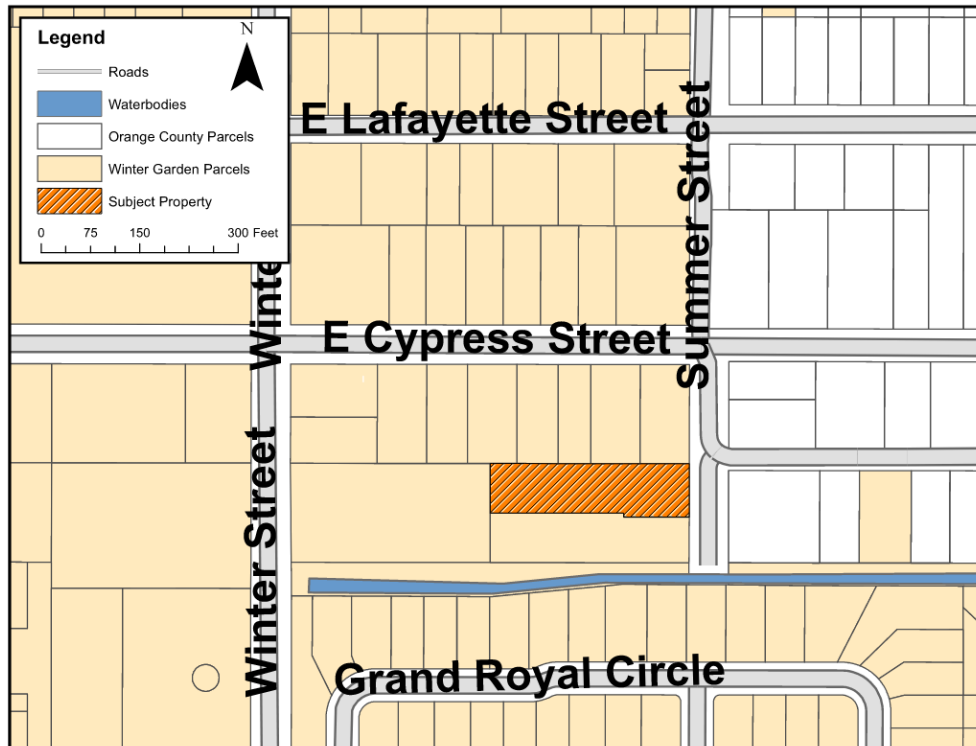 Legend
N
Roads
Waterbodies
Orange County Parcels
Winter Garden Parcels
Subject Property
0 75 150 300 Feet
E Lafayette Street
Summer Street
Winte
E Cypress Street
Winter Street
Grand Royal Circle